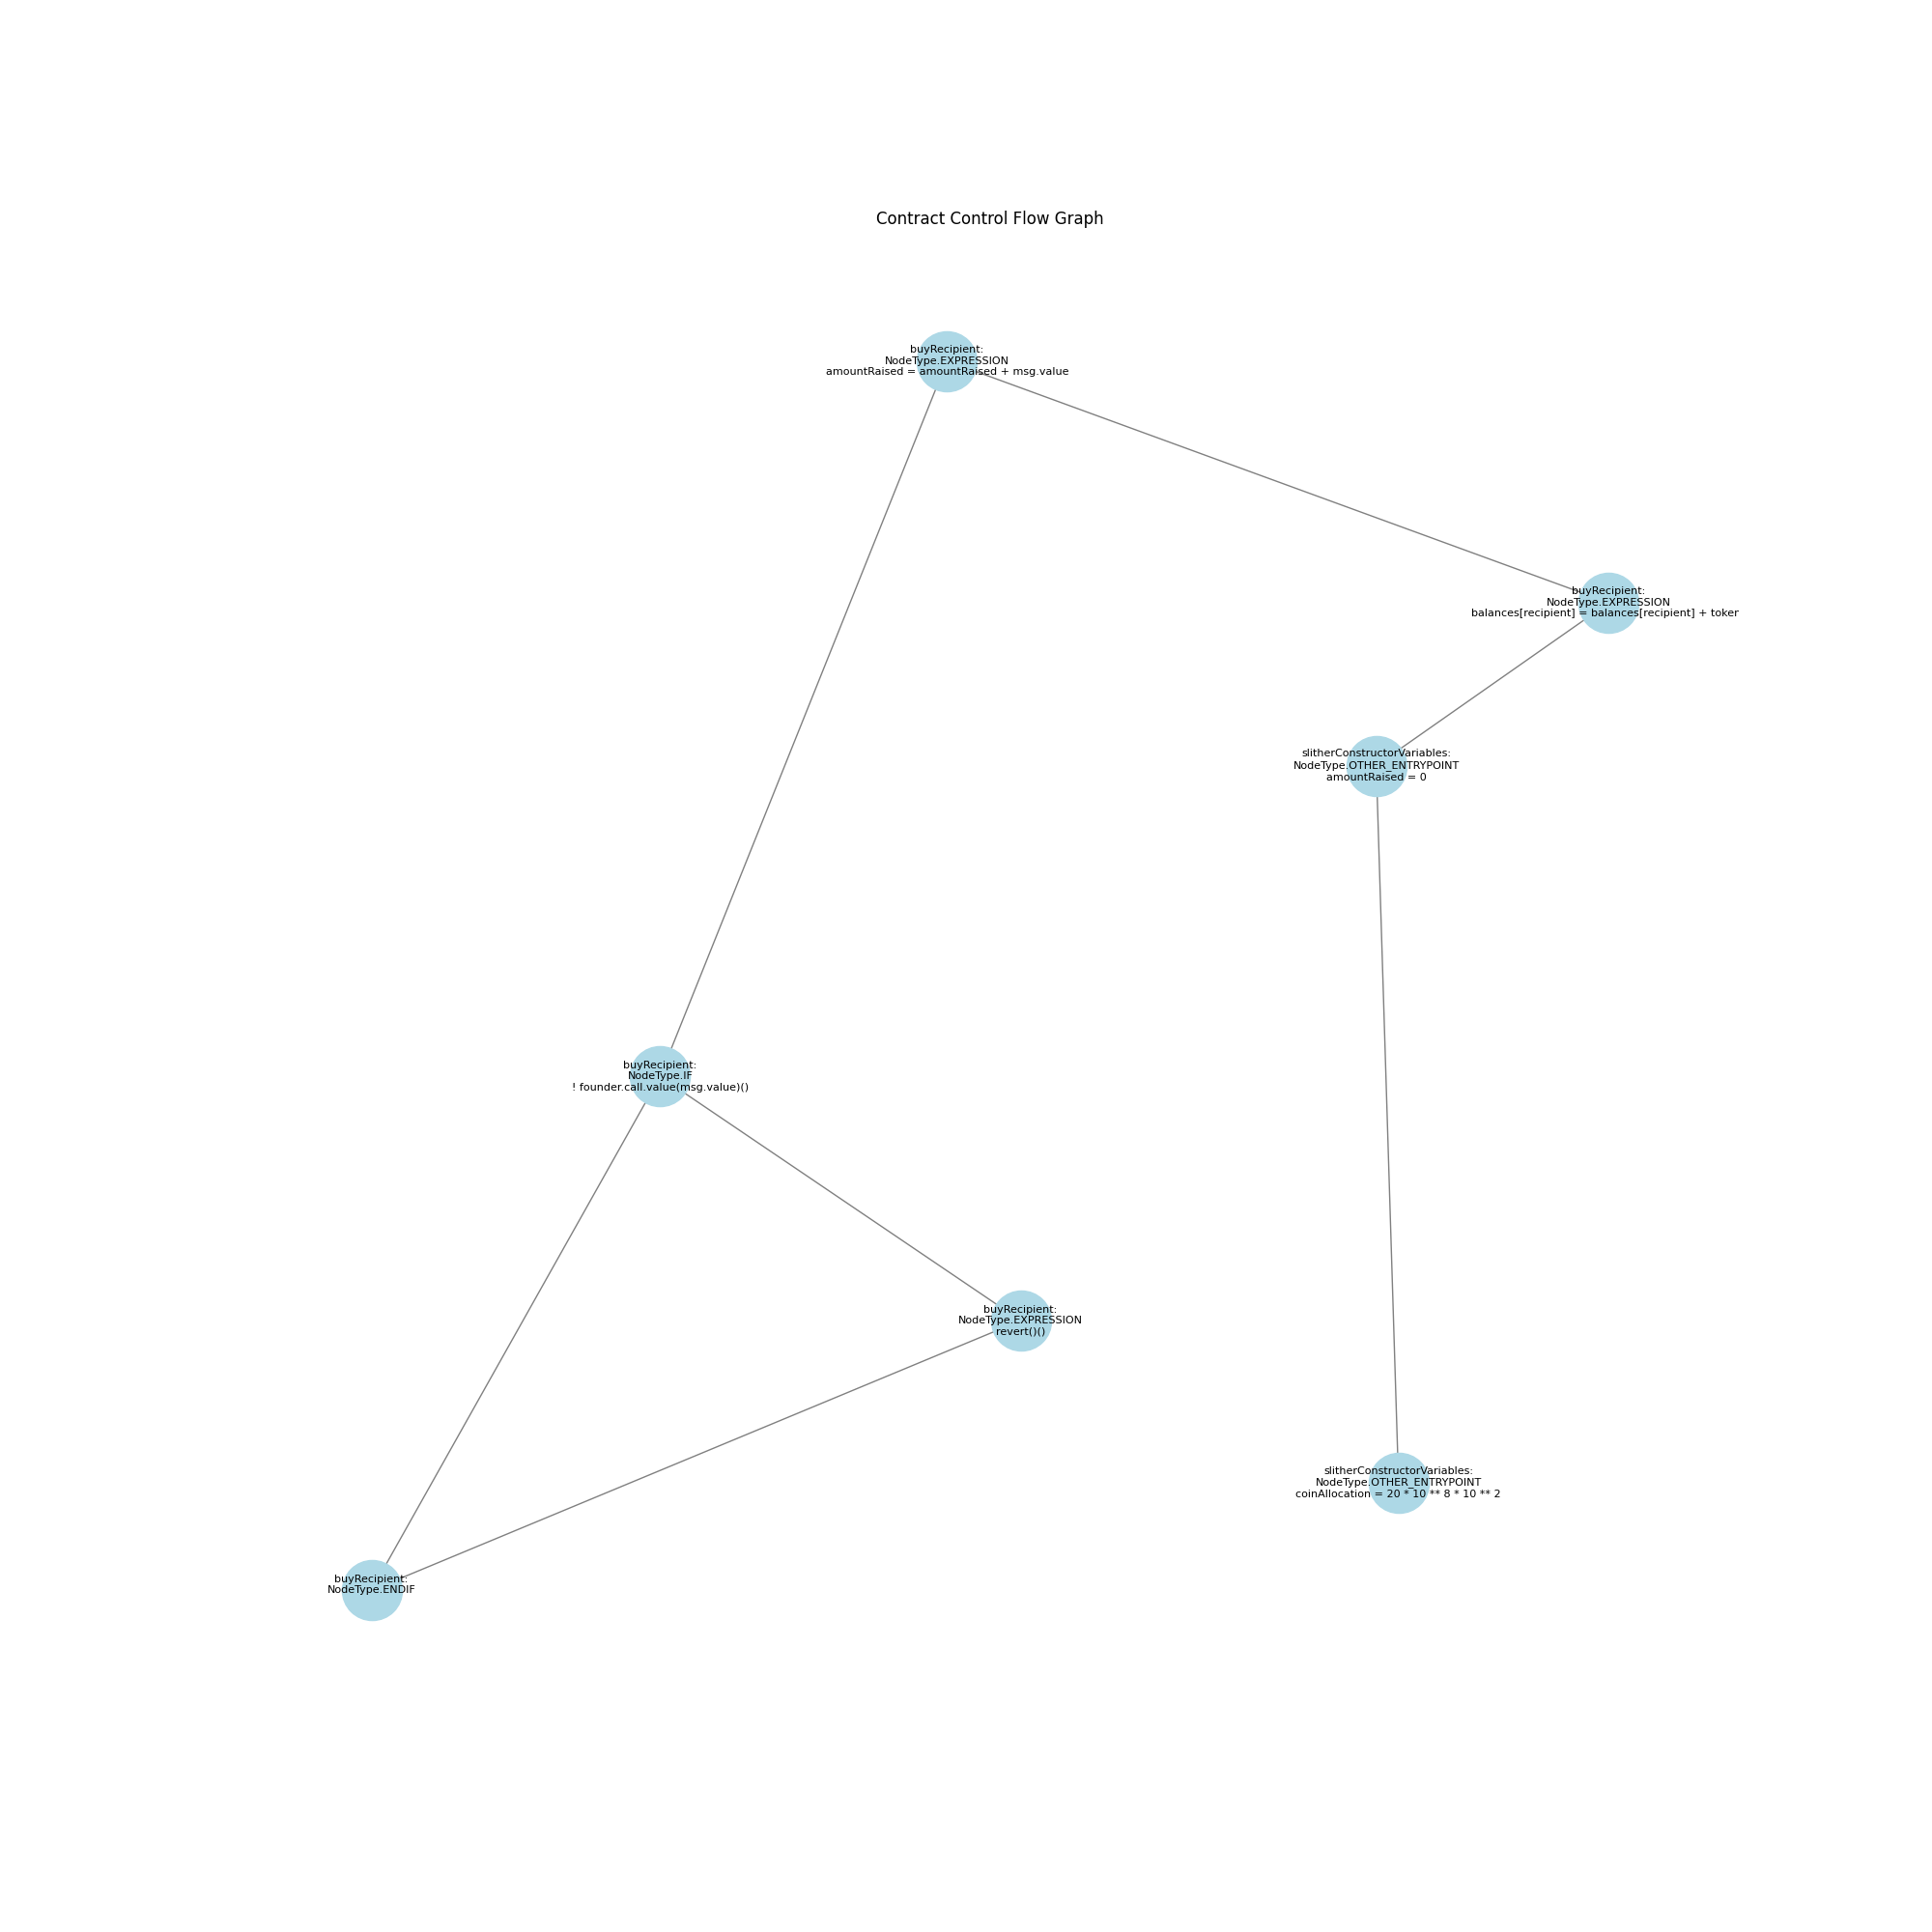 Contract Control Flow Graph
buyRecipient:
NodeType.EXPRESSION
amountRaised = amountRaised + msg.value
buyRecipient:
NodeType.EXPRESSION
balances[recipient] = balances[recipient] + toker
slitherConstructorVariables:
NodeType.OTHER_ENTRYPOINT
amountRaised = 0
buyRecipient:
NodeType.IF
! founder.call.value(msg.value)()
buyRecipient:
NodeType.EXPRESSION
revert()()
slitherConstructorVariables:
NodeType.OTHER_ENTRYPOINT
coinAllocation = 20 * 10 ** 8 * 10 ** 2
buyRecipient:
NodeType.ENDIF